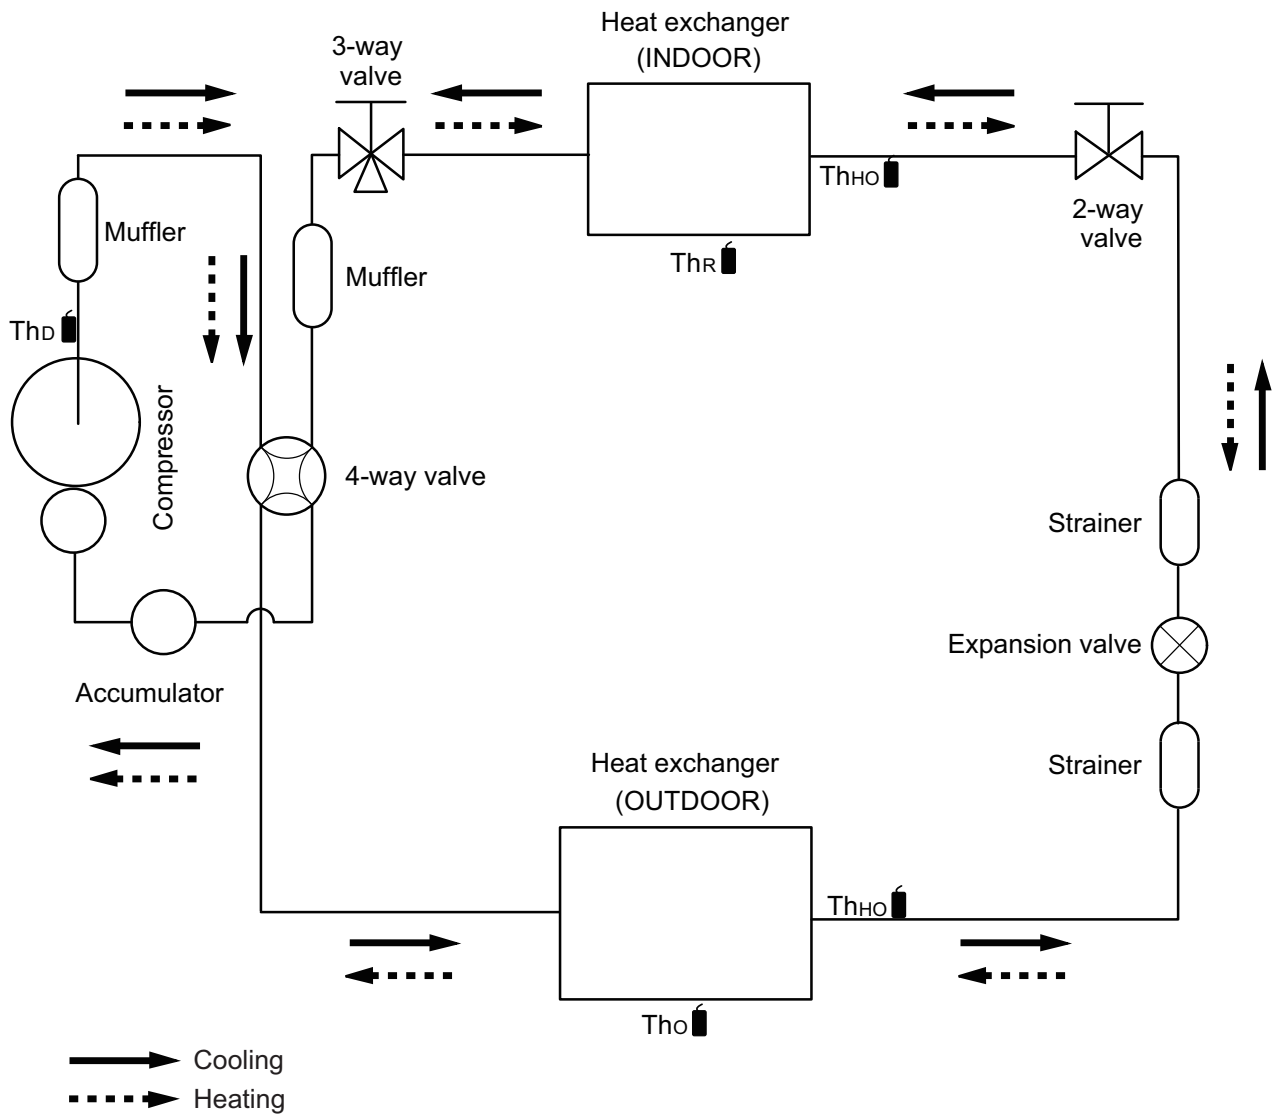 Heat exchanger
(INDOOR)
3-way
valve
ThHO
2-way
valve
Muffler
ThR
Muffler
ThD
Compressor
4-way valve
Strainer
Expansion valve
Accumulator
Strainer
Heat exchanger
(OUTDOOR)
ThHO
ThO
Cooling
Heating